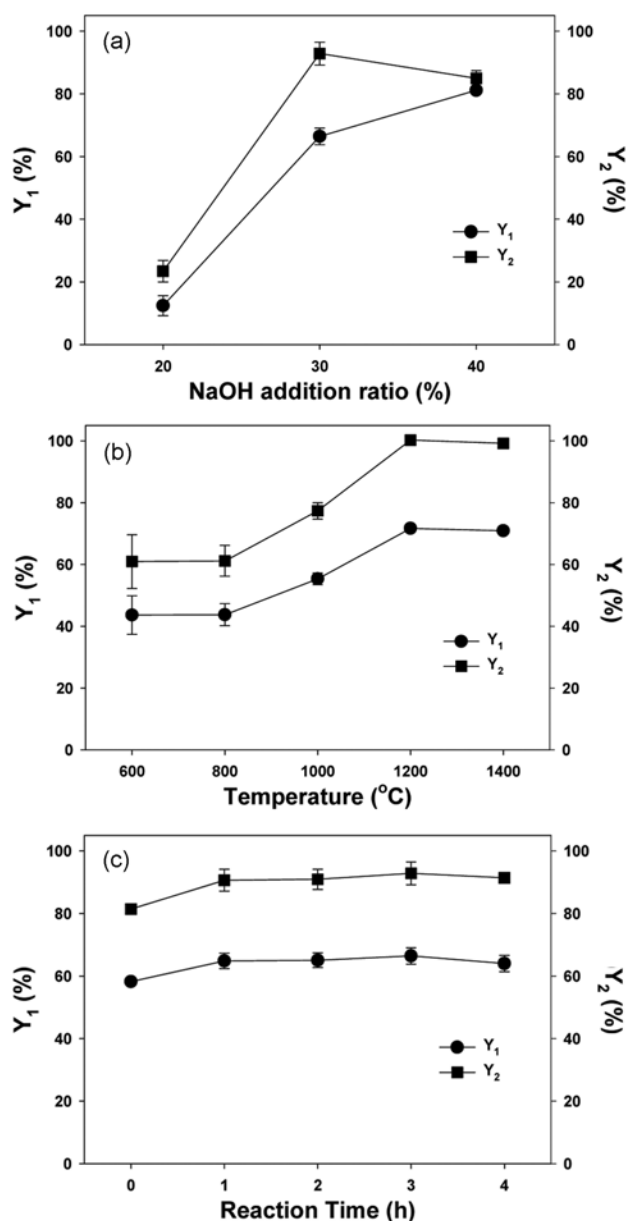 (a)
100
80
60
40
20
0
Y₁ (%)
100
80
60
40
20
0
Y₂ (%)
Y₁
Y₂
20 30 40
NaOH addition ratio (%)
(b)
100
80
60
40
20
0
Y₁ (%)
100
80
60
40
20
0
Y₂ (%)
Y₁
Y₂
600 800 1000 1200 1400
Temperature (°C)
(c)
100
80
60
40
20
0
Y₁ (%)
100
80
60
40
20
0
Y₂ (%)
Y₁
Y₂
0 1 2 3 4
Reaction Time (h)